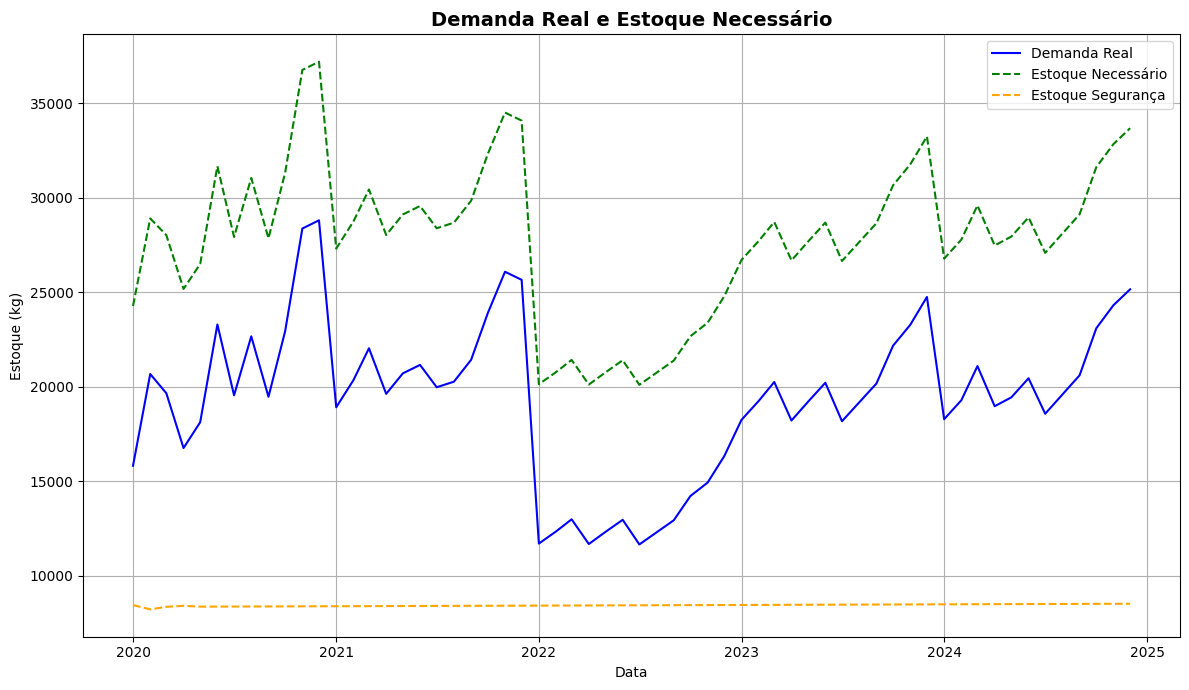 Demanda Real e Estoque Necessário
Demanda Real
Estoque Necessário
Estoque Segurança
Estoque (kg)
35000
30000
25000
20000
15000
10000
2020
2021
2022
2023
2024
2025
Data